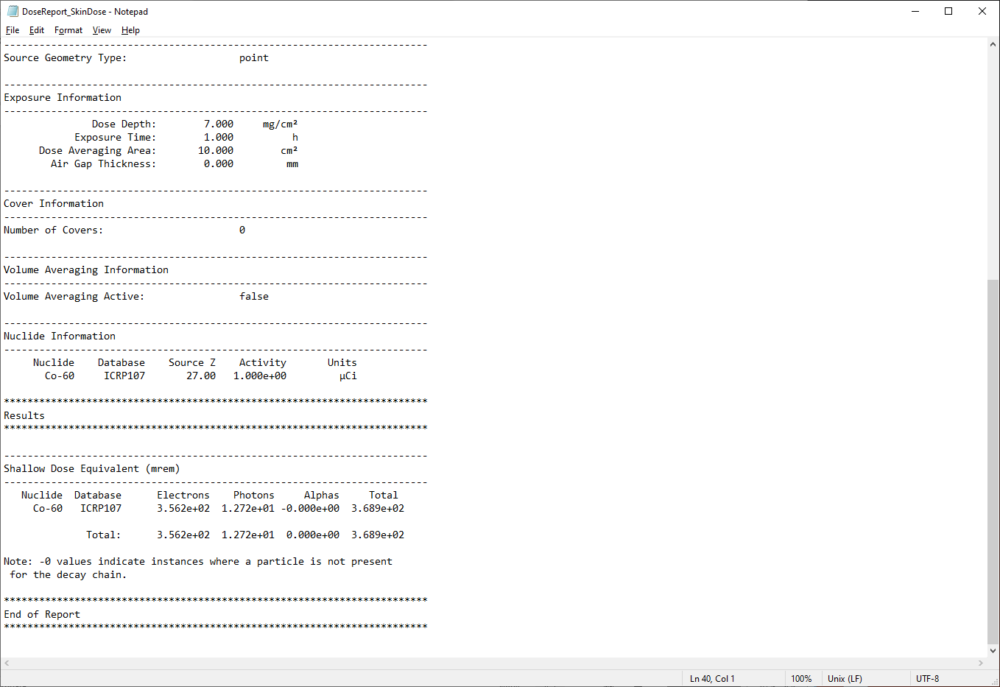 DoseReport_SkinDose - Notepad
File Edit Format View Help
------------------------------------------------------------------------
Source Geometry Type: point
------------------------------------------------------------------------
Exposure Information
------------------------------------------------------------------------
Dose Depth: 7.000 mg/cm²
Exposure Time: 1.000 h
Dose Averaging Area: 10.000 cm²
Air Gap Thickness: 0.000 mm
------------------------------------------------------------------------
Cover Information
------------------------------------------------------------------------
Number of Covers: 0
------------------------------------------------------------------------
Volume Averaging Information
------------------------------------------------------------------------
Volume Averaging Active: false
------------------------------------------------------------------------
Nuclide Information
------------------------------------------------------------------------
Nuclide Database Source Z Activity Units
Co-60 ICRP107 27.00 1.000e+00 µCi
************************************************************************
Results
************************************************************************
------------------------------------------------------------------------
Shallow Dose Equivalent (mrem)
------------------------------------------------------------------------
Nuclide Database Electrons Photons Alphas Total
Co-60 ICRP107 3.562e+02 1.272e+01 -0.000e+00 3.689e+02
Total: 3.562e+02 1.272e+01 0.000e+00 3.689e+02
Note: -0 values indicate instances where a particle is not present
for the decay chain.
************************************************************************
End of Report
************************************************************************
Ln 40, Col 1 100% Unix (LF) UTF-8